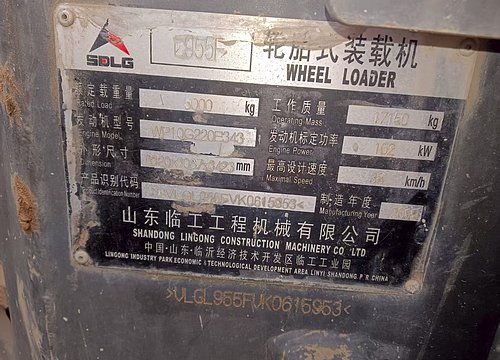 SDLG
轮胎式装载机
WHEEL LOADER
额定载重量
Rated Load
5000 kg
工作质量
Operating Mass
kg
发动机型号
Engine Model
WP10G220E343
发动机标定功率
Engine Power
162 kW
外形尺寸
mm
最高设计速度
Maximal Speed
km/h
产品识别代码
Product Identification Number
制造年度
Manufacturing Year
山东临工工程机械有限公司
SHANDONG LINGONG CONSTRUCTION MACHINERY CO LTD
中国·山东·临沂经济技术开发区临工工业园
LINGONG INDUSTRY PARK ECONOMIC & TECHNOLOGICAL DEVELOPMENT AREA LINYI SHANDONG P R CHINA
>VLGL955FVK0615953<